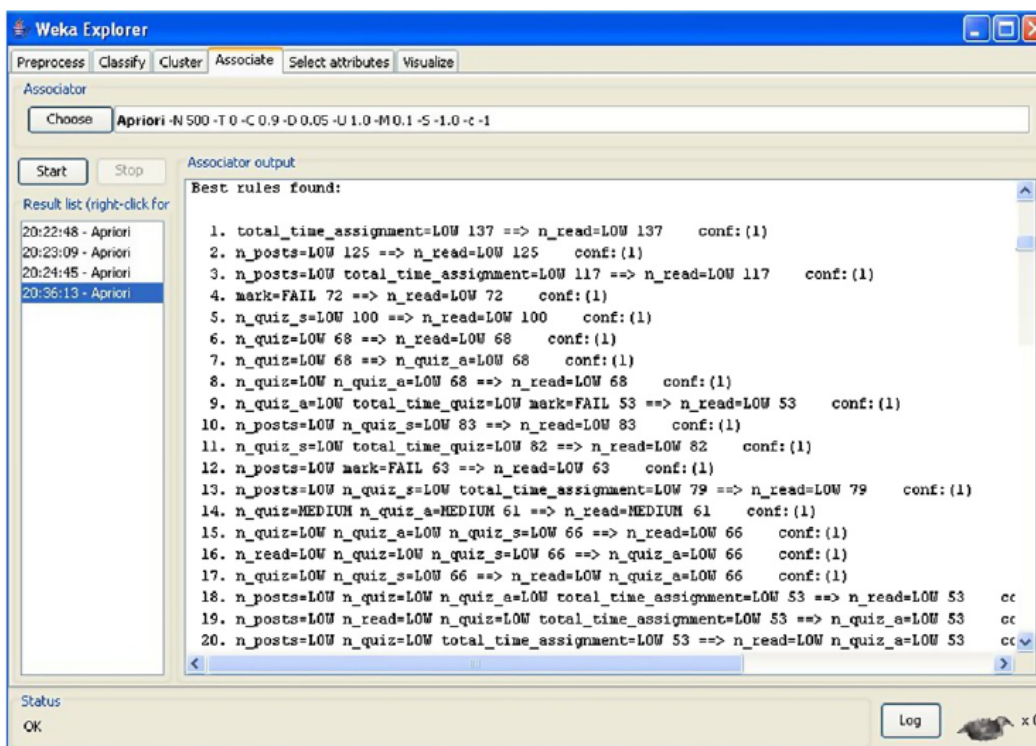 Weka Explorer
Preprocess Classify Cluster Associate Select attributes Visualize
Associator
Choose Apriori -N 500 -T 0 -C 0.9 -D 0.05 -U 1.0 -M 0.1 -S -1.0 -c -1
Start Stop
Result list (right-click for
20:22:48 - Apriori
20:23:09 - Apriori
20:24:45 - Apriori
20:36:13 - Apriori
Associator output
Best rules found:
1. total_time_assignment=LOW 137 ==> n_read=LOW 137 conf:(1)
2. n_posts=LOW 125 ==> n_read=LOW 125 conf:(1)
3. n_posts=LOW total_time_assignment=LOW 117 ==> n_read=LOW 117 conf:(1)
4. mark=FAIL 72 ==> n_read=LOW 72 conf:(1)
5. n_quiz_s=LOW 100 ==> n_read=LOW 100 conf:(1)
6. n_quiz=LOW 68 ==> n_read=LOW 68 conf:(1)
7. n_quiz=LOW 68 ==> n_quiz_a=LOW 68 conf:(1)
8. n_quiz=LOW n_quiz_a=LOW 68 ==> n_read=LOW 68 conf:(1)
9. n_quiz_a=LOW total_time_quiz=LOW mark=FAIL 53 ==> n_read=LOW 53 conf:(1)
10. n_posts=LOW n_quiz_s=LOW 83 ==> n_read=LOW 83 conf:(1)
11. n_quiz_s=LOW total_time_quiz=LOW 82 ==> n_read=LOW 82 conf:(1)
12. n_posts=LOW mark=FAIL 63 ==> n_read=LOW 63 conf:(1)
13. n_posts=LOW n_quiz_s=LOW total_time_assignment=LOW 79 ==> n_read=LOW 79 conf:(1)
14. n_quiz=MEDIUM n_quiz_a=MEDIUM 61 ==> n_read=MEDIUM 61 conf:(1)
15. n_quiz=LOW n_quiz_a=LOW n_quiz_s=LOW 66 ==> n_read=LOW 66 conf:(1)
16. n_read=LOW n_quiz=LOW n_quiz_s=LOW 66 ==> n_quiz_a=LOW 66 conf:(1)
17. n_quiz=LOW n_quiz_s=LOW 66 ==> n_read=LOW n_quiz_a=LOW 66 conf:(1)
18. n_posts=LOW n_quiz=LOW n_quiz_a=LOW total_time_assignment=LOW 53 ==> n_read=LOW 53 cc
19. n_posts=LOW n_read=LOW n_quiz=LOW total_time_assignment=LOW 53 ==> n_quiz_a=LOW 53 cc
20. n_posts=LOW n_quiz=LOW total_time_assignment=LOW 53 ==> n_read=LOW n_quiz_a=LOW 53 cc
Status
OK
Log
x 0